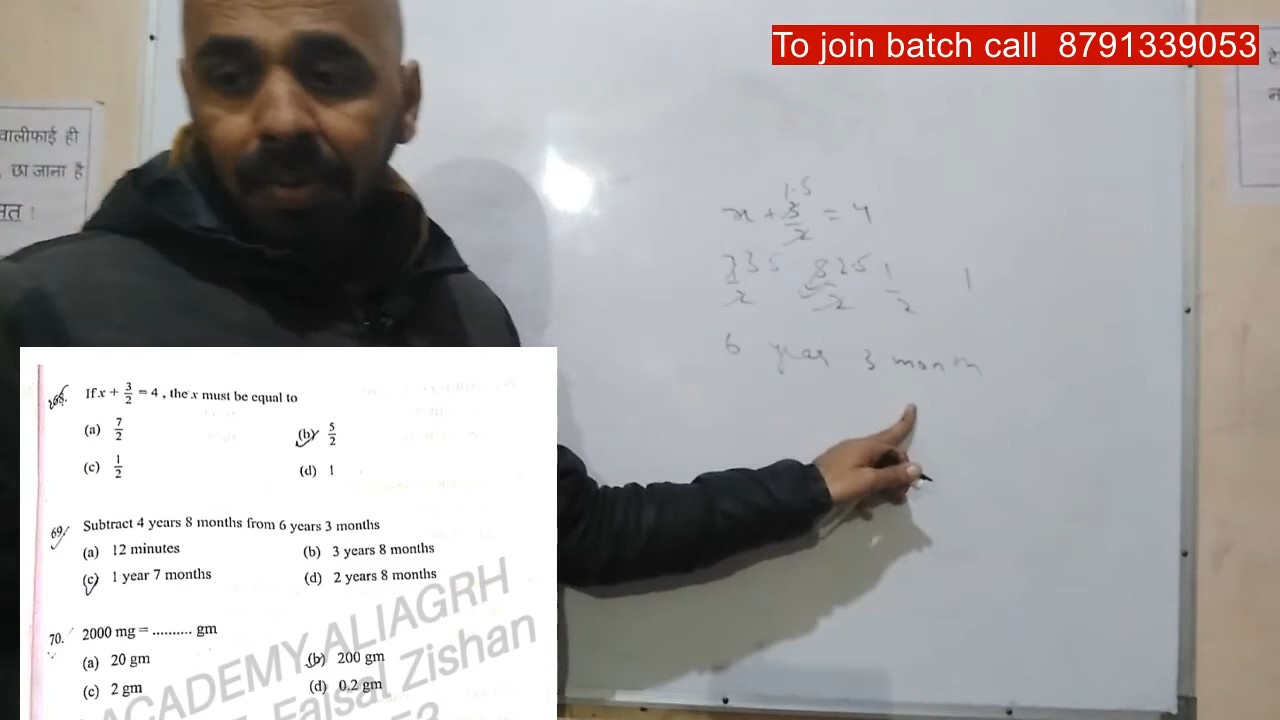 To join batch call 8791339053
वालीफाई ही
छा जाना है
!
1.5
x + 3/2 = 4
6 year 3 month
If x + 3/2 = 4 , the x must be equal to
(a) 7/2
(b) 5/2
(c) 1/2
(d) 1
69. Subtract 4 years 8 months from 6 years 3 months
(a) 12 minutes
(b) 3 years 8 months
(c) 1 year 7 months
(d) 2 years 8 months
70. 2000 mg = .......... gm
(a) 20 gm
(b) 200 gm
(c) 2 gm
(d) 0.2 gm
ACADEMY ALIAGRH
Faisal Zishan